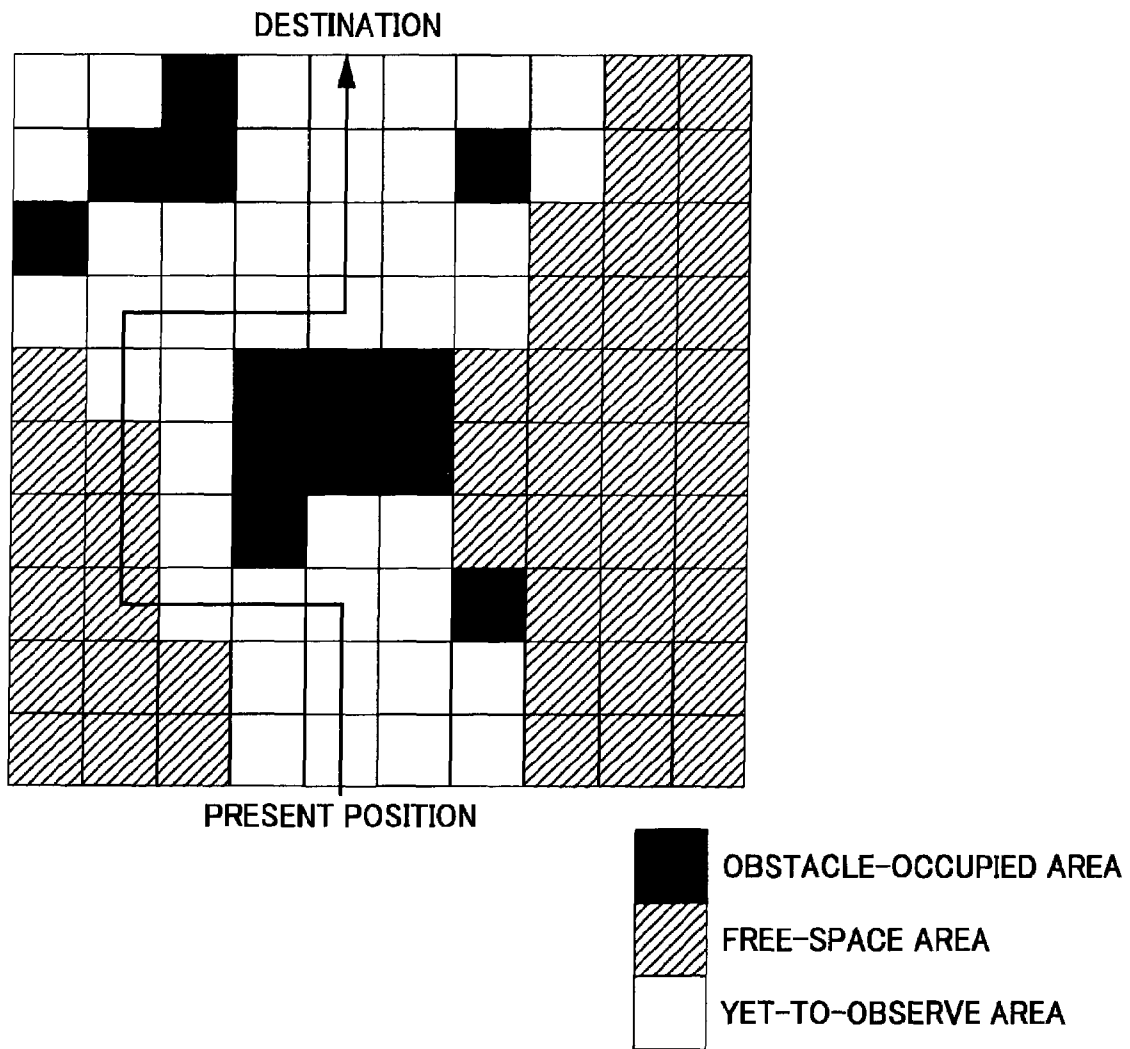 DESTINATION
PRESENT POSITION
OBSTACLE-OCCUPIED AREA
FREE-SPACE AREA
YET-TO-OBSERVE AREA